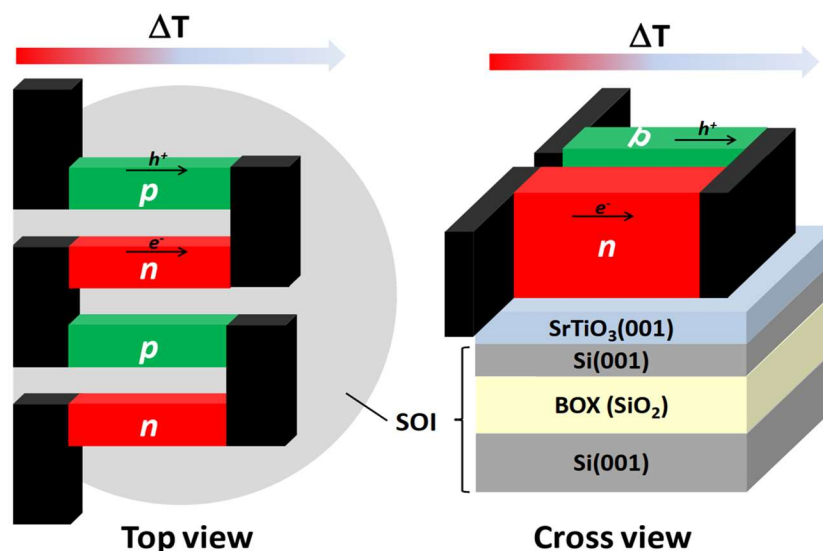 ΔT
h⁺
p
e⁻
n
p
n
SOI
Top view
ΔT
p
h⁺
e⁻
n
SrTiO₃(001)
Si(001)
BOX (SiO₂)
Si(001)
Cross view